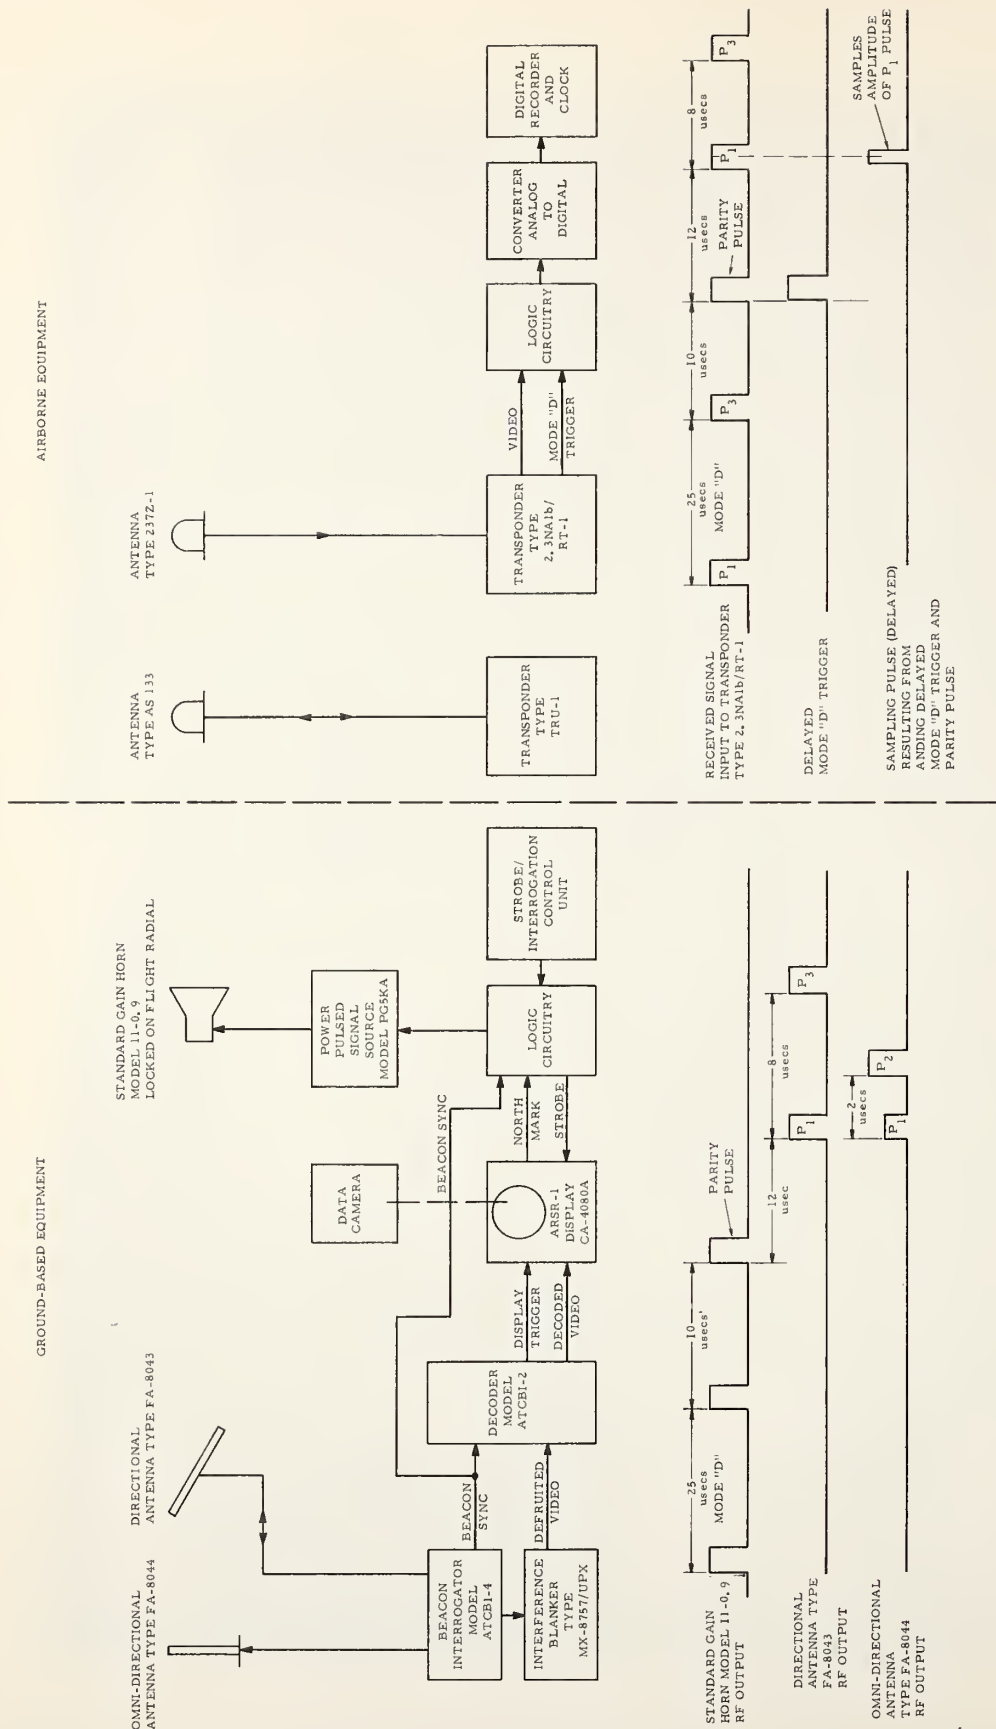 GROUND-BASED EQUIPMENT
OMNI-DIRECTIONAL
ANTENNA TYPE FA-8044
DIRECTIONAL
ANTENNA TYPE FA-8043
STANDARD GAIN HORN
MODEL 11-0.9
LOCKED ON FLIGHT RADIAL
DATA
CAMERA
POWER
PULSED
SIGNAL
SOURCE
MODEL PG5KA
BEACON SYNC
BEACON
INTERROGATOR
MODEL
ATCB1-4
BEACON
SYNC
INTERFERENCE
BLANKER
TYPE
MX-8757/UPX
DEFRUITED
VIDEO
DECODER
MODEL
ATCBI-2
DISPLAY
TRIGGER
DECODED
VIDEO
ARSR-1
DISPLAY
CA-4080A
NORTH
MARK
STROBE
LOGIC
CIRCUITRY
STROBE/
INTERROGATION
CONTROL
UNIT
STANDARD GAIN
HORN MODEL 11-0.9
RF OUTPUT
25
usecs
MODE "D"
10
usecs'
PARITY
PULSE
12
usec
DIRECTIONAL
ANTENNA TYPE
FA-8043
RF OUTPUT
P1
8
usecs
P3
OMNI-DIRECTIONAL
ANTENNA
TYPE FA-8044
RF OUTPUT
P1
2
usecs
P2
AIRBORNE EQUIPMENT
ANTENNA
TYPE AS 133
ANTENNA
TYPE 237Z-1
TRANSPONDER
TYPE
TRU-1
TRANSPONDER
TYPE
2.3NA1b/
RT-1
VIDEO
MODE "D"
TRIGGER
LOGIC
CIRCUITRY
CONVERTER
ANALOG
TO
DIGITAL
DIGITAL
RECORDER
AND
CLOCK
RECEIVED SIGNAL
INPUT TO TRANSPONDER
TYPE 2.3NA1b/RT-1
P1
25
usecs
MODE "D"
P3
10
usecs
12
usecs
PARITY
PULSE
P1
8
usecs
P3
DELAYED
MODE "D" TRIGGER
SAMPLING PULSE (DELAYED)
RESULTING FROM
ANDING DELAYED
MODE "D" TRIGGER AND
PARITY PULSE
SAMPLES
AMPLITUDE
OF P1 PULSE